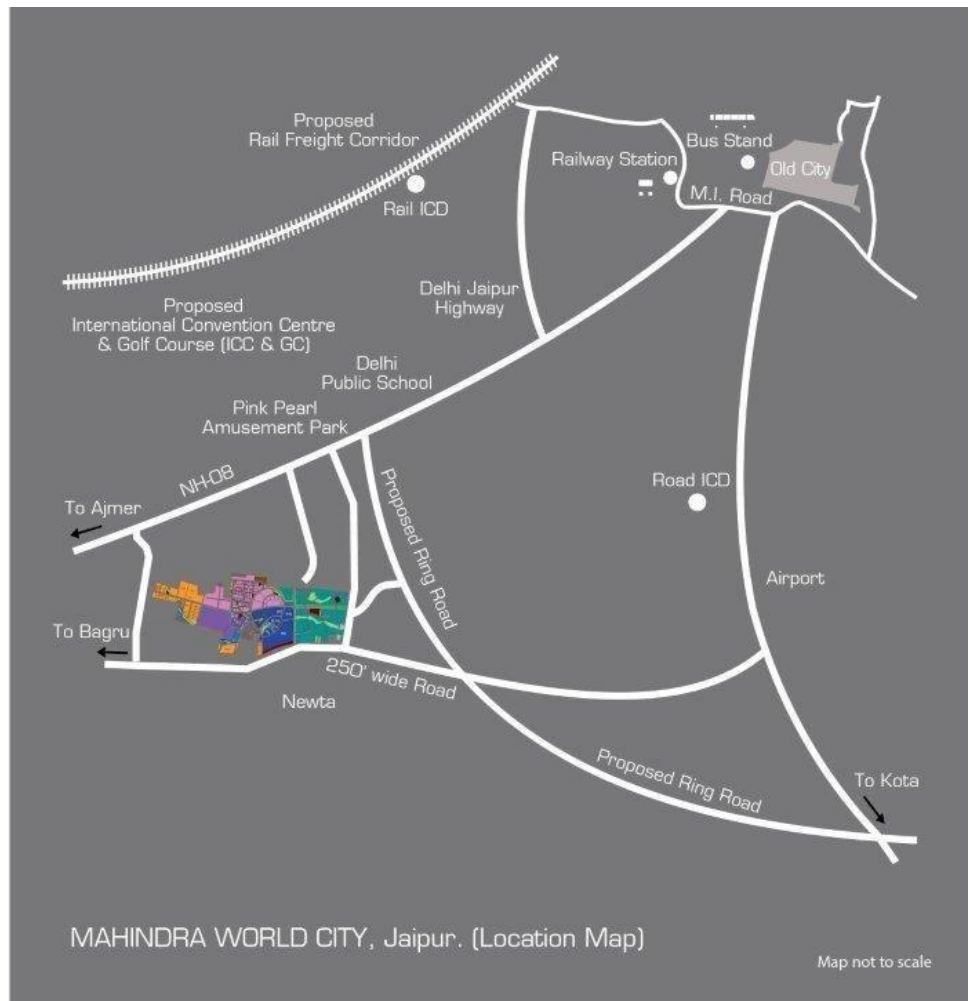 Proposed
Rail Freight Corridor
Rail ICD
Railway Station
Bus Stand
Old City
M.I. Road
Proposed
International Convention Centre
& Golf Course (ICC & GC)
Delhi Jaipur
Highway
Delhi
Public School
Pink Pearl
Amusement Park
NH-08
To Ajmer
Proposed Ring Road
Road ICD
Airport
To Bagru
250' wide Road
Newta
Proposed Ring Road
To Kota
MAHINDRA WORLD CITY, Jaipur. (Location Map)
Map not to scale